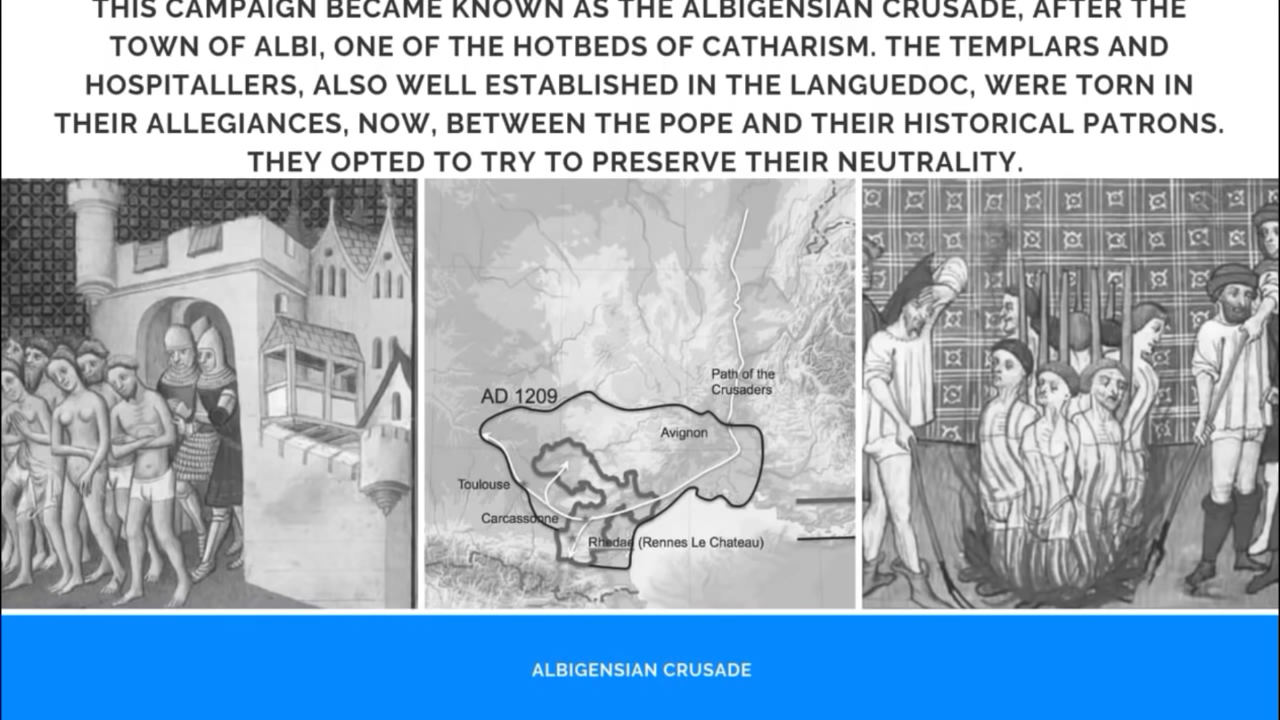 THIS CAMPAIGN BECAME KNOWN AS THE ALBIGENSIAN CRUSADE, AFTER THE
TOWN OF ALBI, ONE OF THE HOTBEDS OF CATHARISM. THE TEMPLARS AND
HOSPITALLERS, ALSO WELL ESTABLISHED IN THE LANGUEDOC, WERE TORN IN
THEIR ALLEGIANCES, NOW, BETWEEN THE POPE AND THEIR HISTORICAL PATRONS.
THEY OPTED TO TRY TO PRESERVE THEIR NEUTRALITY.
Path of the
Crusaders
AD 1209
Avignon
Toulouse
Carcassonne
Rhedae (Rennes Le Chateau)
ALBIGENSIAN CRUSADE